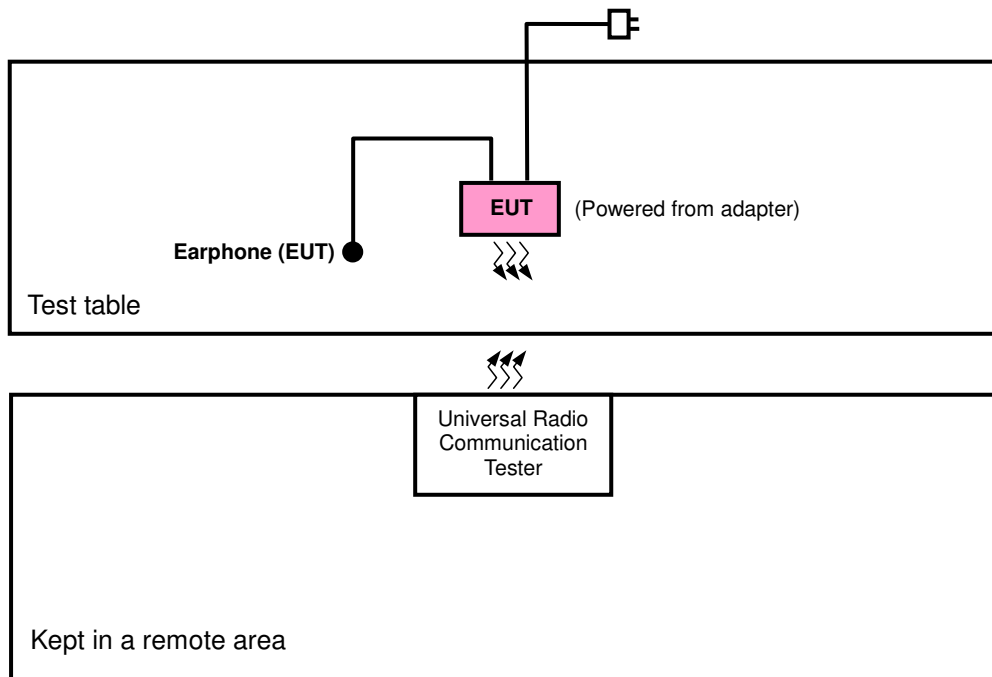 EUT
(Powered from adapter)
Earphone (EUT)
Test table
Universal Radio
Communication
Tester
Kept in a remote area